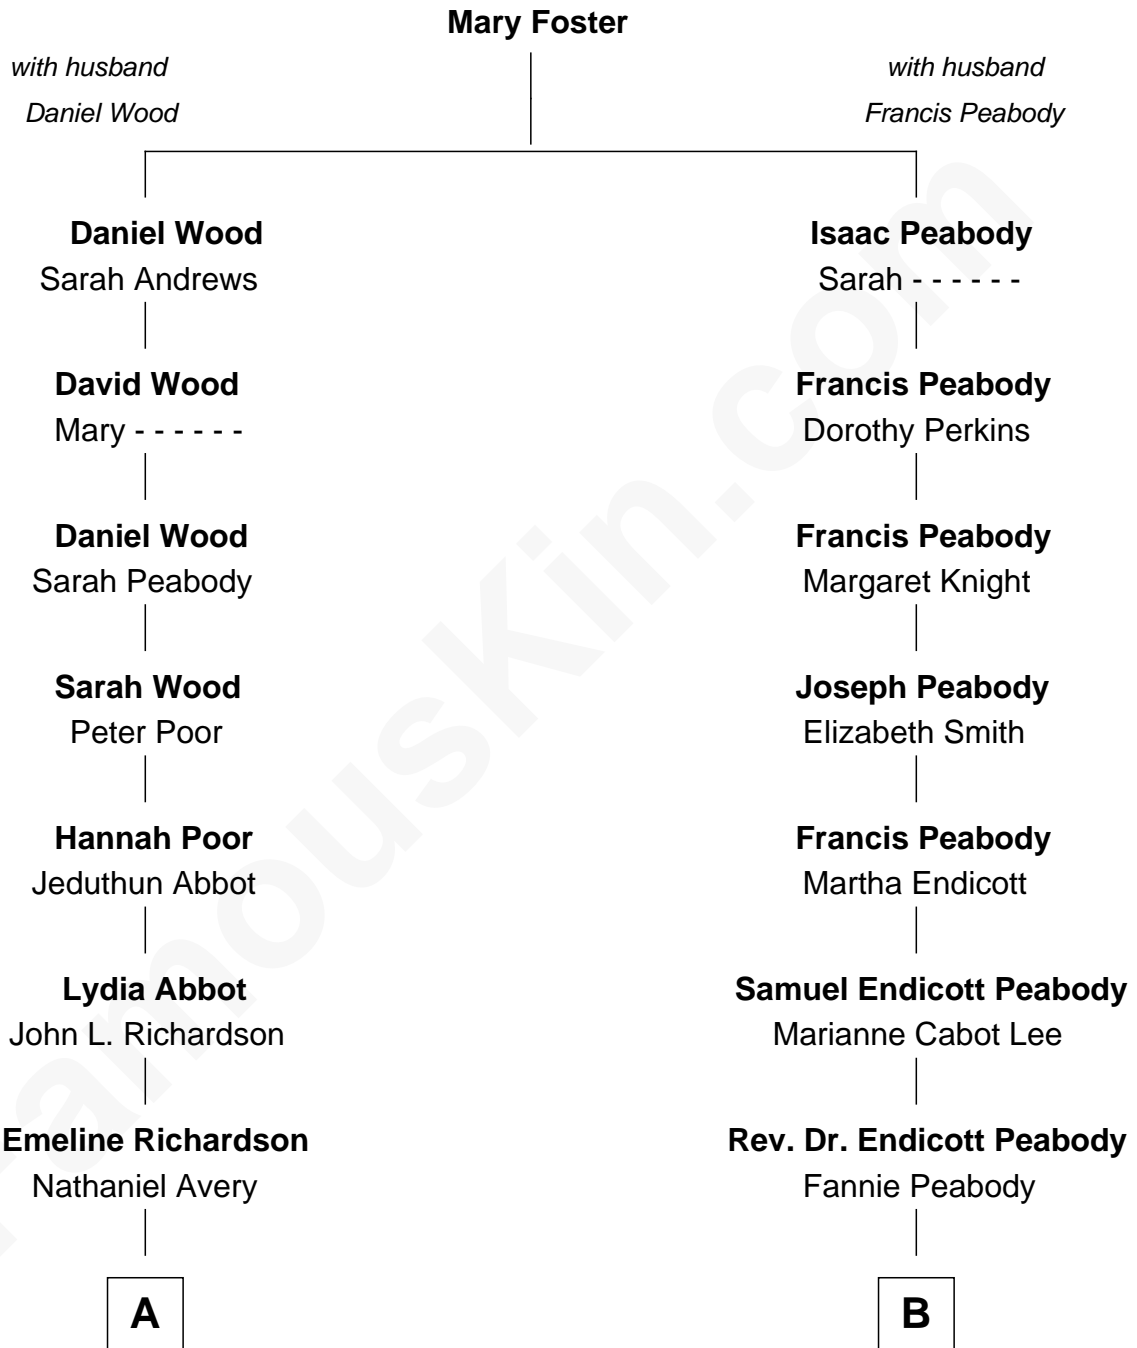 Mary Foster
with husband
Daniel Wood
with husband
Francis Peabody
Daniel Wood
Sarah Andrews
David Wood
Mary - - - - - -
Daniel Wood
Sarah Peabody
Sarah Wood
Peter Poor
Hannah Poor
Jeduthun Abbot
Lydia Abbot
John L. Richardson
Emeline Richardson
Nathaniel Avery
A
Isaac Peabody
Sarah - - - - - -
Francis Peabody
Dorothy Perkins
Francis Peabody
Margaret Knight
Joseph Peabody
Elizabeth Smith
Francis Peabody
Martha Endicott
Samuel Endicott Peabody
Marianne Cabot Lee
Rev. Dr. Endicott Peabody
Fannie Peabody
B
FamousKin.com